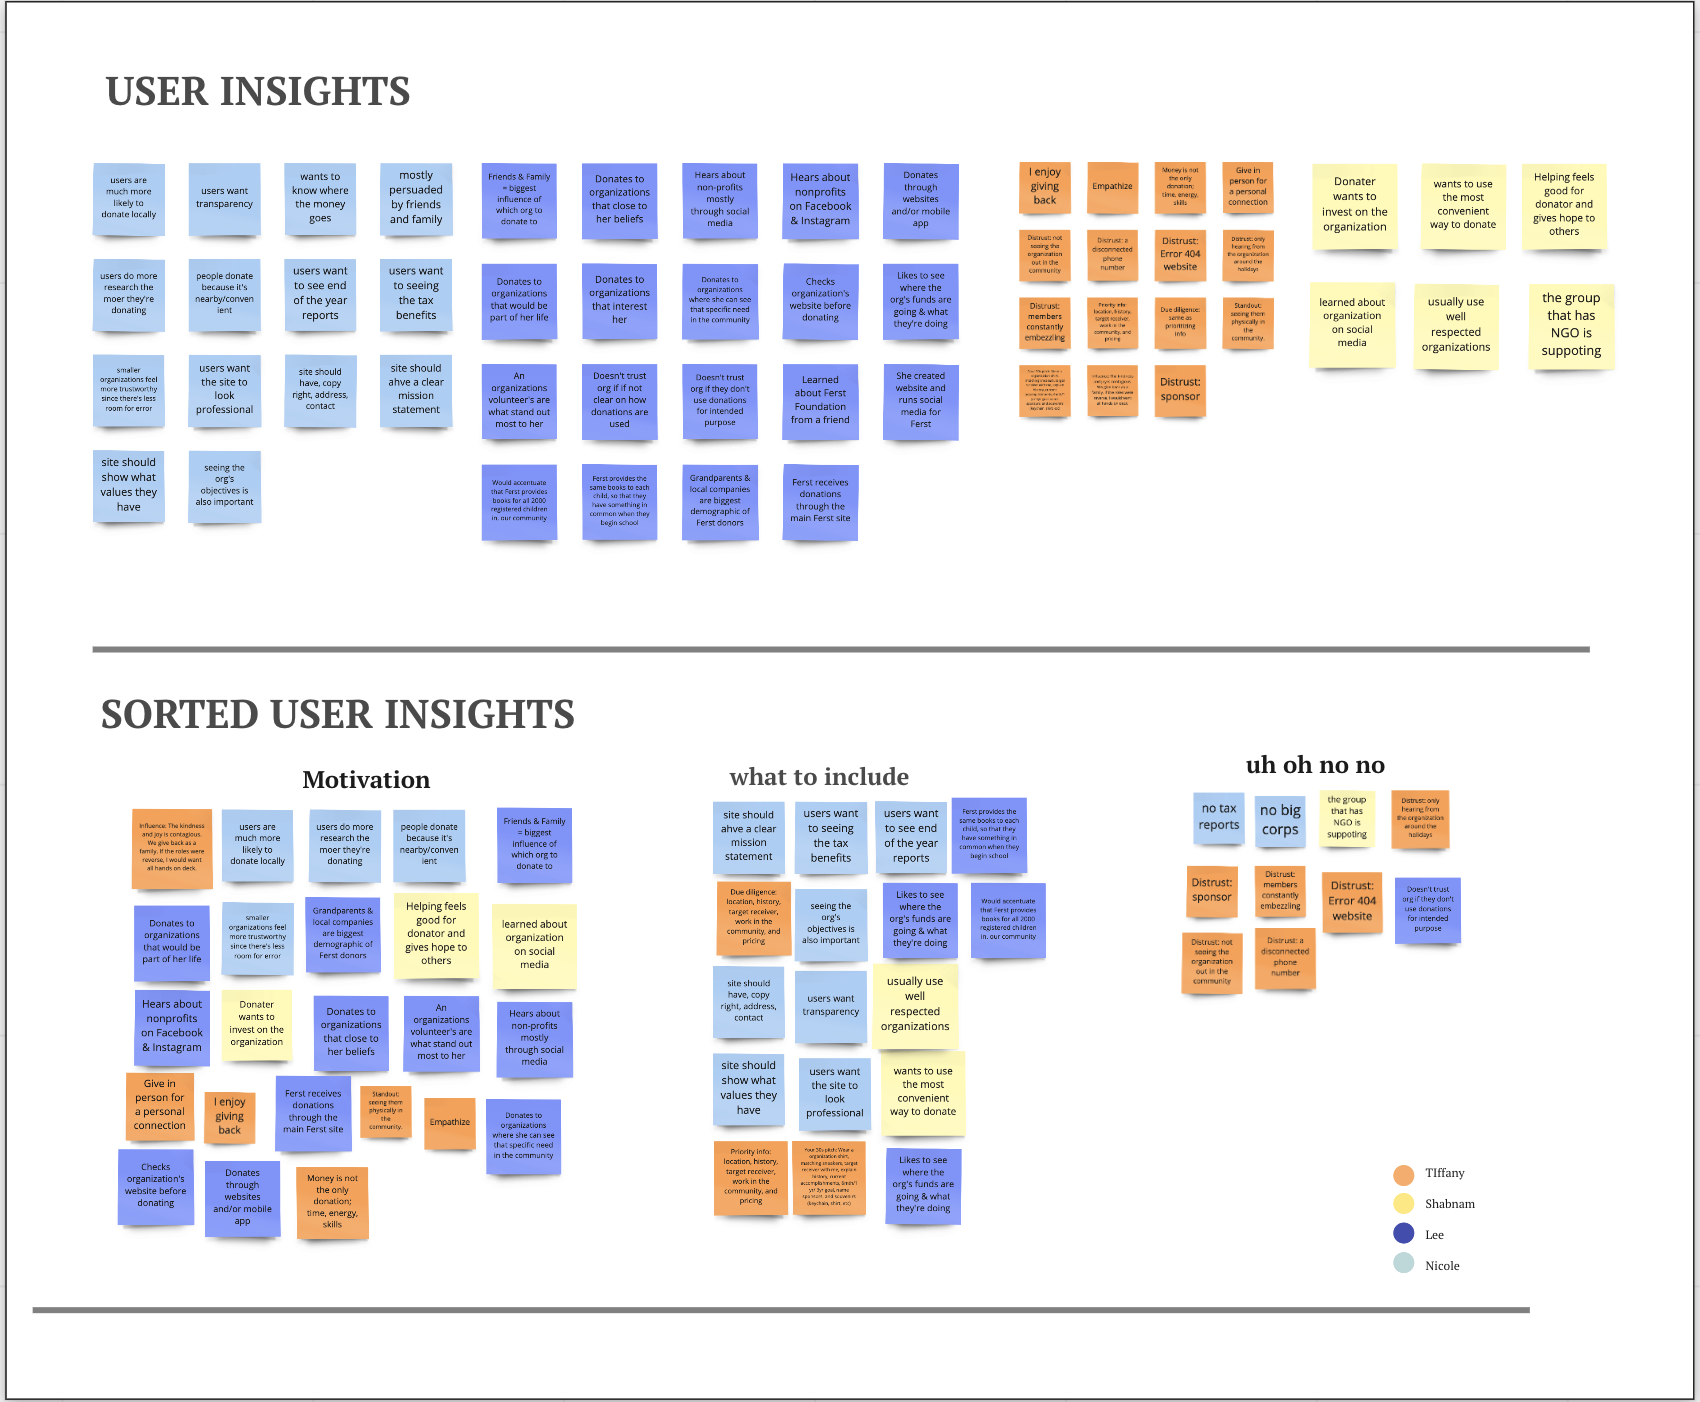 USER INSIGHTS
users are
much more
likely to
donate locally
users want
transparency
wants to
know where
the money
goes
mostly
persuaded
by friends
and family
users do more
research the
moer they're
donating
people donate
because it's
nearby/conven
ient
users want
to see end
of the year
reports
users want
to seeing
the tax
benefits
smaller
organizations feel
more trustworthy
since there's less
room for error
users want
the site to
look
professional
site should
have, copy
right, address,
contact
site should
ahve a clear
mission
statement
site should
show what
values they
have
seeing the
org's
objectives is
also important
Friends & Family
= biggest
influence of
which org to
donate to
Donates to
organizations
that close to
her beliefs
Hears about
non-profits
mostly
through social
media
Hears about
nonprofits
on Facebook
& Instagram
Donates
through
websites
and/or mobile
app
Donates to
organizations
that would be
part of her life
Donates to
organizations
that interest
her
Donates to
organizations
where she can see
that specific need
in the community
Checks
organization's
website before
donating
Likes to see
where the
org's funds are
going & what
they're doing
An
organizations
volunteer's are
what stand out
most to her
Doesn't trust
org if if not
clear on how
donations are
used
Doesn't trust
org if they don't
use donations
for intended
purpose
Learned
about Ferst
Foundation
from a friend
She created
website and
runs social
media for
Ferst
Would accentuate
that Ferst provides
books for all 2000
registered children
in. our community
Ferst provides the
same books to each
child, so that they
have something in
common when they
begin school
Grandparents &
local companies
are biggest
demographic of
Ferst donors
Ferst receives
donations
through the
main Ferst site
I enjoy
giving
back
Empathize
Money is not
the only
donation;
time, energy,
skills
Give in
person for
a personal
connection
Distrust: not
seeing the
organization
out in the
community
Distrust: a
disconnected
phone
number
Distrust:
Error 404
website
Distrust: only
hearing from
the organization
around the
holidays
Distrust:
members
constantly
embezzling
Priority info:
location, history,
target receiver,
work in the
community, and
pricing
Due diligence:
same as
prioritizing
info
Standout:
seeing them
physically in
the
community.
Distrust:
sponsor
Donater
wants to
invest on the
organization
wants to use
the most
convenient
way to donate
Helping feels
good for
donator and
gives hope to
others
learned about
organization
on social
media
usually use
well
respected
organizations
the group
that has
NGO is
suppoting
SORTED USER INSIGHTS
Motivation
Influence: The kindness
and joy is contagious.
We give back as a
family. If the roles were
reverse, I would want
all hands on deck.
users are
much more
likely to
donate locally
users do more
research the
moer they're
donating
people donate
because it's
nearby/conven
ient
Friends & Family
= biggest
influence of
which org to
donate to
Donates to
organizations
that would be
part of her life
smaller
organizations feel
more trustworthy
since there's less
room for error
Grandparents &
local companies
are biggest
demographic of
Ferst donors
Helping feels
good for
donator and
gives hope to
others
learned about
organization
on social
media
Hears about
nonprofits
on Facebook
& Instagram
Donater
wants to
invest on the
organization
Donates to
organizations
that close to
her beliefs
An
organizations
volunteer's are
what stand out
most to her
Hears about
non-profits
mostly
through social
media
Give in
person for
a personal
connection
I enjoy
giving
back
Ferst receives
donations
through the
main Ferst site
Standout:
seeing them
physically in
the
community.
Empathize
Donates to
organizations
where she can see
that specific need
in the community
Checks
organization's
website before
donating
Donates
through
websites
and/or mobile
app
Money is not
the only
donation;
time, energy,
skills
what to include
site should
ahve a clear
mission
statement
users want
to seeing
the tax
benefits
users want
to see end
of the year
reports
Ferst provides the
same books to each
child, so that they
have something in
common when they
begin school
Due diligence:
location, history,
target receiver,
work in the
community, and
pricing
seeing the
org's
objectives is
also important
Likes to see
where the
org's funds are
going & what
they're doing
Would accentuate
that Ferst provides
books for all 2000
registered children
in. our community
site should
have, copy
right, address,
contact
users want
transparency
usually use
well
respected
organizations
site should
show what
values they
have
users want
the site to
look
professional
wants to use
the most
convenient
way to donate
Priority info:
location, history,
target receiver,
work in the
community, and
pricing
Your 30s pitch: Wear a
organization shirt,
matching sneakers, target
receiver with me, explain
history, current
accomplishments,
yr/ 3yr goal, name
sponsors, and souvenirs
(keychain, shirt, etc)
Likes to see
where the
org's funds are
going & what
they're doing
uh oh no no
no tax
reports
no big
corps
the group
that has
NGO is
suppoting
Distrust: only
hearing from
the organization
around the
holidays
Distrust:
sponsor
Distrust:
members
constantly
embezzling
Distrust:
Error 404
website
Doesn't trust
org if they don't
use donations
for intended
purpose
Distrust: not
seeing the
organization
out in the
community
Distrust: a
disconnected
phone
number
TIffany
Shabnam
Lee
Nicole